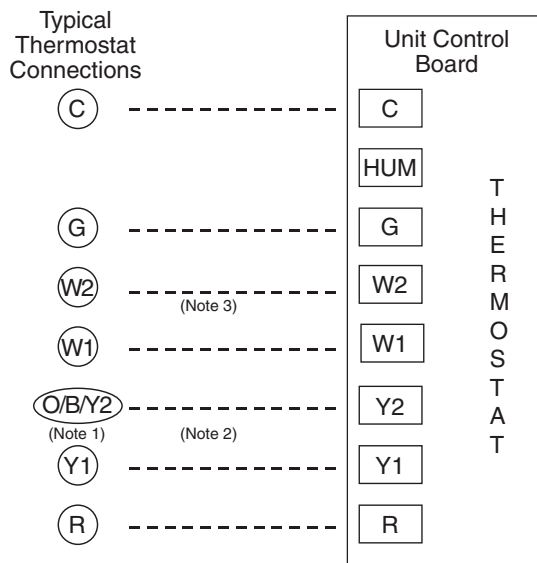 Typical
Thermostat
Connections
Unit Control
Board
C
C
HUM
G
G
W2
(Note 3)
W2
W1
W1
O/B/Y2
(Note 1)
(Note 2)
Y2
Y1
Y1
R
R
THERMOSTAT